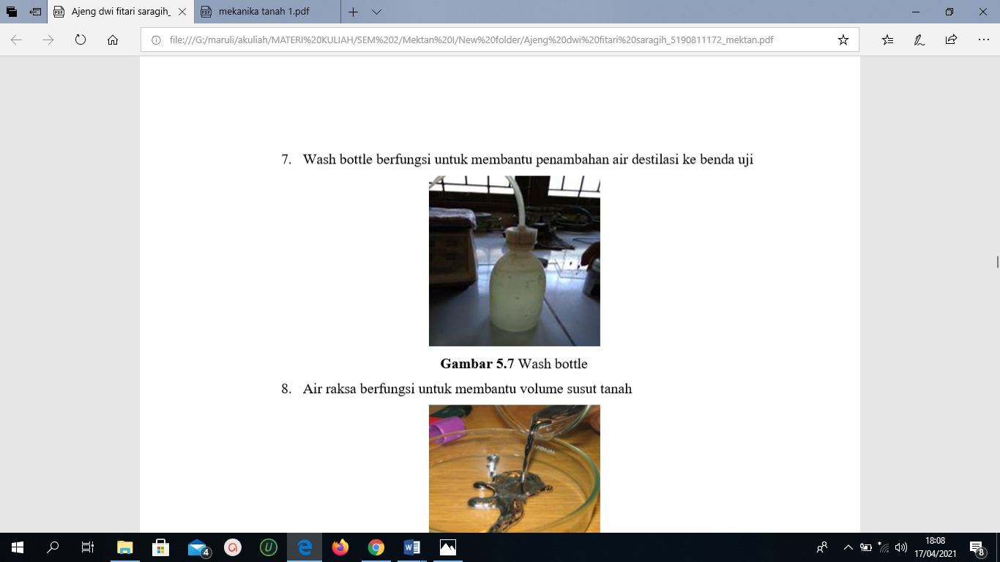 Ajeng dwi fitari saragih_
mekanika tanah 1.pdf
file:///G:/maruli/akuliah/MATERI%20KULIAH/SEM%202/Mektan%20I/New%20folder/Ajeng%20dwi%20fitari%20saragih_5190811172_mektan.pdf
7. Wash bottle berfungsi untuk membantu penambahan air destilasi ke benda uji
Gambar 5.7 Wash bottle
8. Air raksa berfungsi untuk membantu volume susut tanah
4
18:08
17/04/2021
8